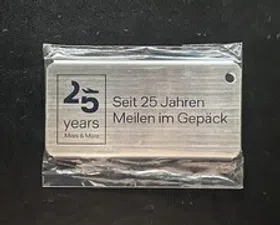 25
years
Miles & More
Seit 25 Jahren
Meilen im Gepäck